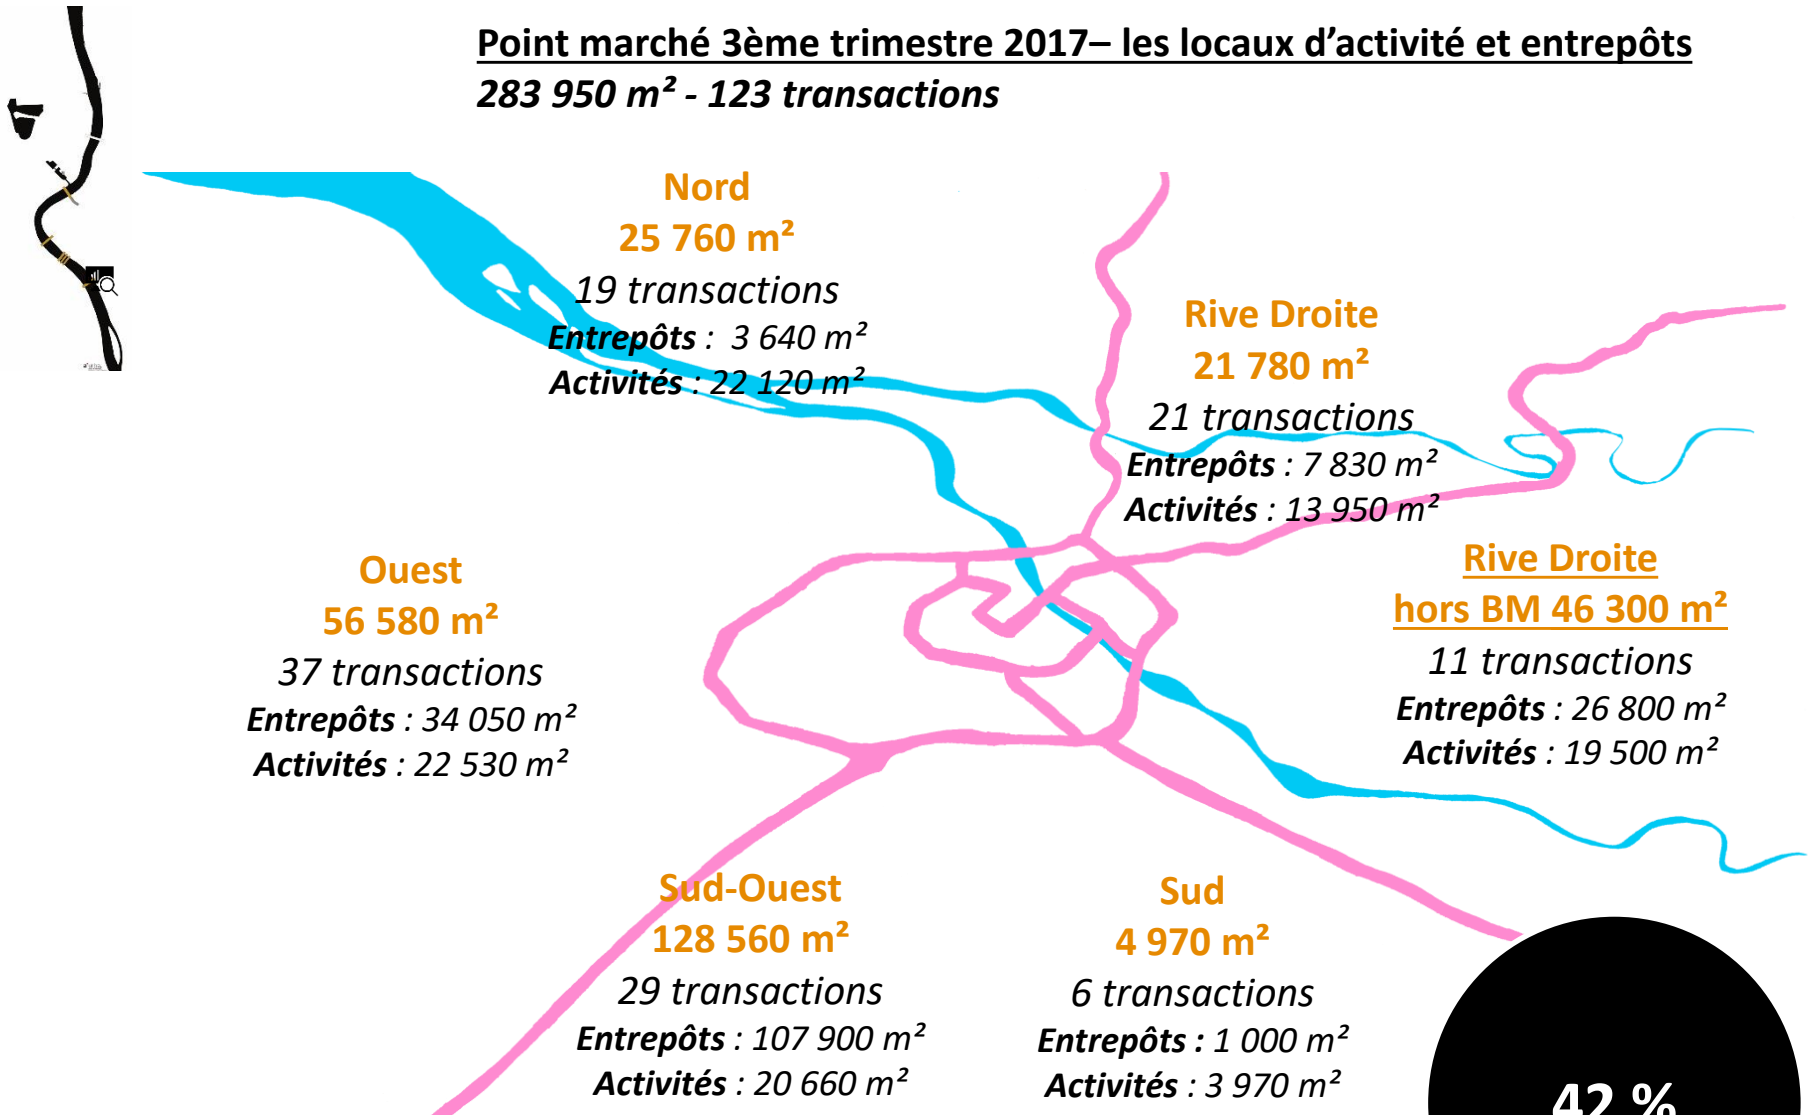 Point marché 3ème trimestre 2017– les locaux d’activité et entrepôts
283 950 m² - 123 transactions
Nord
25 760 m²
19 transactions
Entrepôts : 3 640 m²
Activités : 22 120 m²
Rive Droite
21 780 m²
21 transactions
Entrepôts : 7 830 m²
Activités : 13 950 m²
Ouest
56 580 m²
37 transactions
Entrepôts : 34 050 m²
Activités : 22 530 m²
Rive Droite
hors BM 46 300 m²
11 transactions
Entrepôts : 26 800 m²
Activités : 19 500 m²
Sud-Ouest
128 560 m²
29 transactions
Entrepôts : 107 900 m²
Activités : 20 660 m²
Sud
4 970 m²
6 transactions
Entrepôts : 1 000 m²
Activités : 3 970 m²
42 %